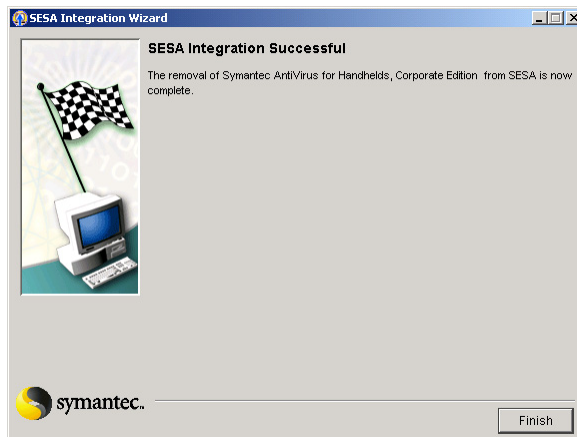 SESA Integration Wizard
SESA Integration Successful
The removal of Symantec AntiVirus for Handhelds, Corporate Edition from SESA is now
complete.
symantec™
Finish